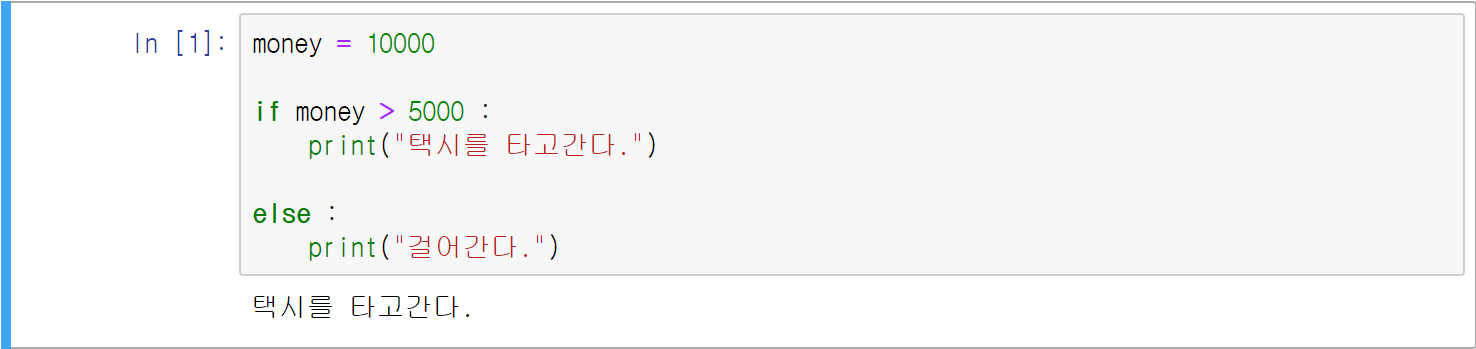 In [1]: money = 10000
if money > 5000 :
print("택시를 타고간다.")
else :
print("걸어간다.")
택시를 타고간다.